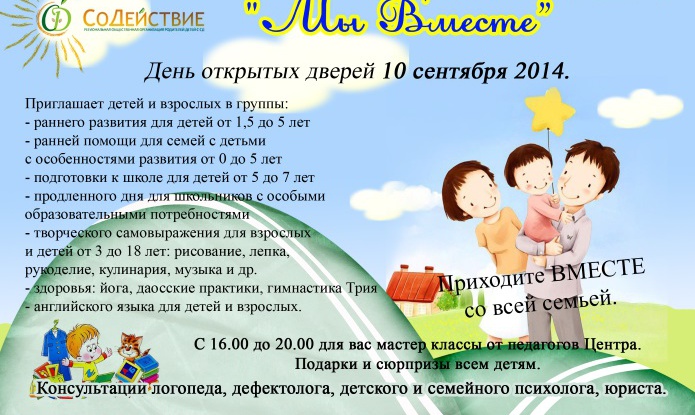 СоДействие
"Мы Вместе"
День открытых дверей 10 сентября 2014.
Приглашает детей и взрослых в группы:
- раннего развития для детей от 1,5 до 5 лет
- ранней помощи для семей с детьми
с особенностями развития от 0 до 5 лет
- подготовки к школе для детей от 5 до 7 лет
- продленного дня для школьников с особыми
образовательными потребностями
- творческого самовыражения для взрослых
и детей от 3 до 18 лет: рисование, лепка,
рукоделие, кулинария, музыка и др.
- здоровья: йога, даосские практики, гимнастика Трия
- английского языка для детей и взрослых.
Приходите ВМЕСТЕ
со всей семьей.
С 16.00 до 20.00 для вас мастер классы от педагогов Центра.
Подарки и сюрпризы всем детям.
Консультации логопеда, дефектолога, детского и семейного психолога, юриста.